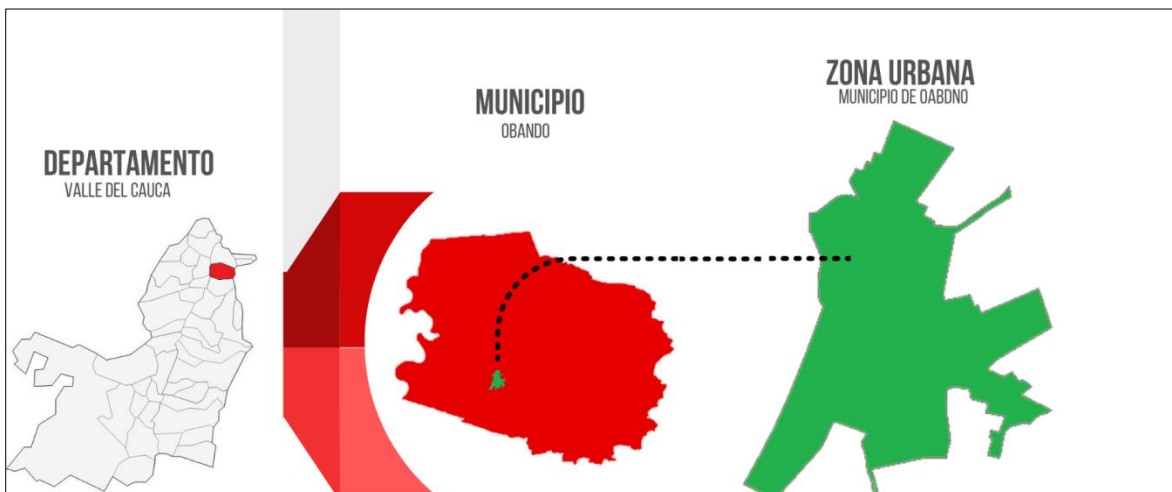 DEPARTAMENTO
VALLE DEL CAUCA
MUNICIPIO
OBANDO
ZONA URBANA
MUNICIPIO DE OABDNO